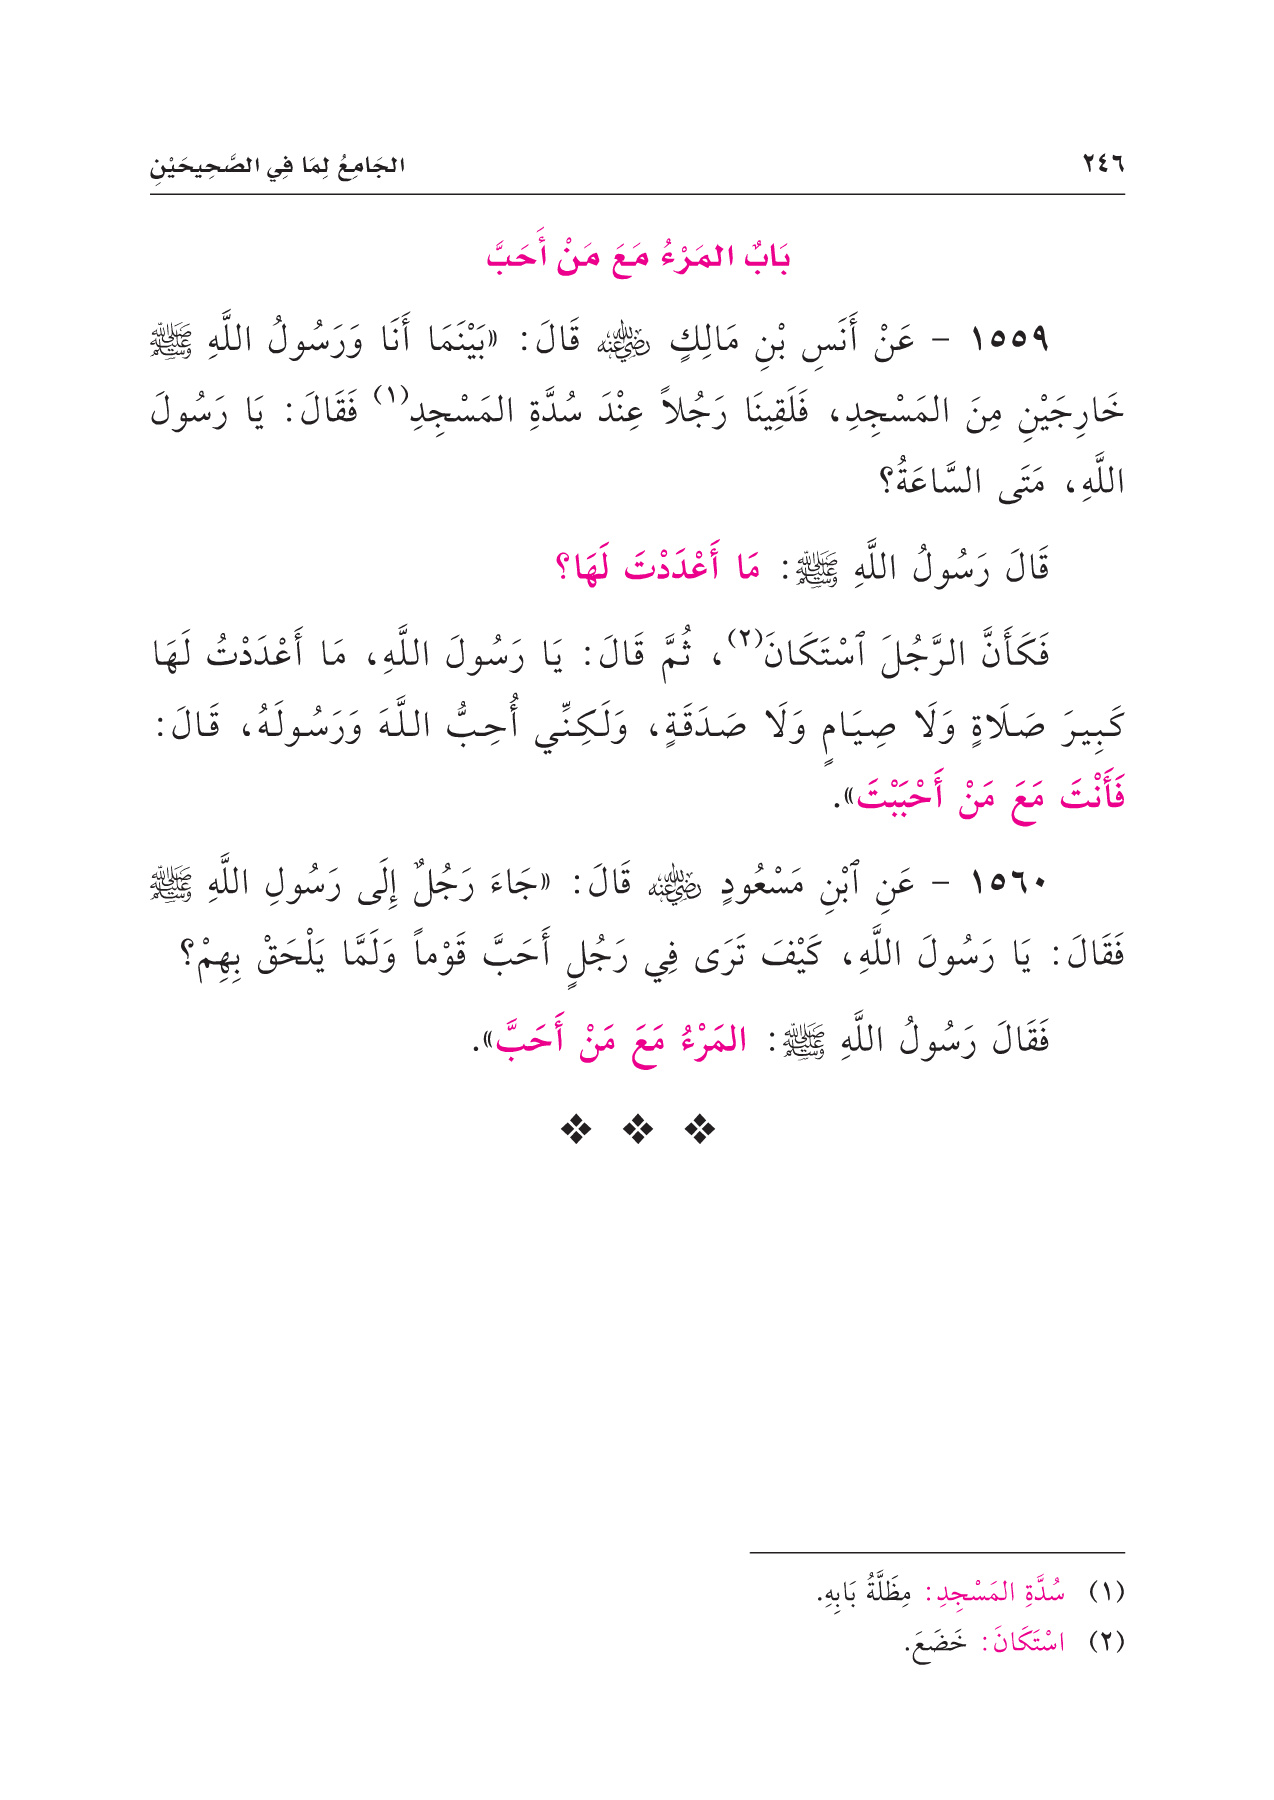 ٢٤٦ الجَامِعُ لِمَا فِي الصَّحِيحَيْنِ
بَابٌ المَرْءُ مَعَ مَنْ أَحَبَّ
١٥٥٩ - عَنْ أَنَسِ بْنِ مَالِكٍ ﵁ قَالَ: «بَيْنَمَا أَنَا وَرَسُولُ اللَّهِ ﷺ
خَارِجَيْنِ مِنَ المَسْجِدِ، فَلَقِينَا رَجُلاً عِنْدَ سُدَّةِ المَسْجِدِ(١) فَقَالَ: يَا رَسُولَ
اللَّهِ، مَتَى السَّاعَةُ؟
قَالَ رَسُولُ اللَّهِ ﷺ: مَا أَعْدَدْتَ لَهَا؟
فَكَأَنَّ الرَّجُلَ ٱسْتَكَانَ(٢)، ثُمَّ قَالَ: يَا رَسُولَ اللَّهِ، مَا أَعْدَدْتُ لَهَا
كَبِيرَ صَلَاةٍ وَلَا صِيَامٍ وَلَا صَدَقَةٍ، وَلَكِنِّي أُحِبُّ اللَّهَ وَرَسُولَهُ، قَالَ:
فَأَنْتَ مَعَ مَنْ أَحْبَبْتَ».
١٥٦٠ - عَنِ ٱبْنِ مَسْعُودٍ ﵁ قَالَ: «جَاءَ رَجُلٌ إِلَى رَسُولِ اللَّهِ ﷺ
فَقَالَ: يَا رَسُولَ اللَّهِ، كَيْفَ تَرَى فِي رَجُلٍ أَحَبَّ قَوْماً وَلَمَّا يَلْحَقْ بِهِمْ؟
فَقَالَ رَسُولُ اللَّهِ ﷺ: المَرْءُ مَعَ مَنْ أَحَبَّ».
(١) سُدَّةِ المَسْجِدِ: مِظَلَّةُ بَابِهِ.
(٢) اسْتَكَانَ: خَضَعَ.